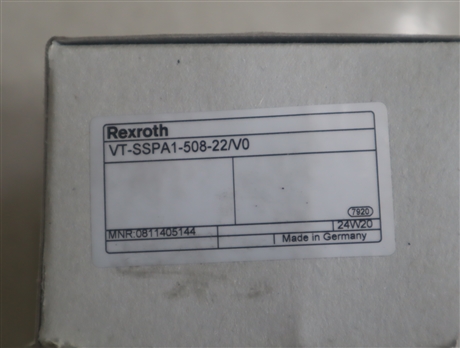 Rexroth
VT-SSPA1-508-22/V0
7920
MNR:0811405144
24W20
Made in Germany